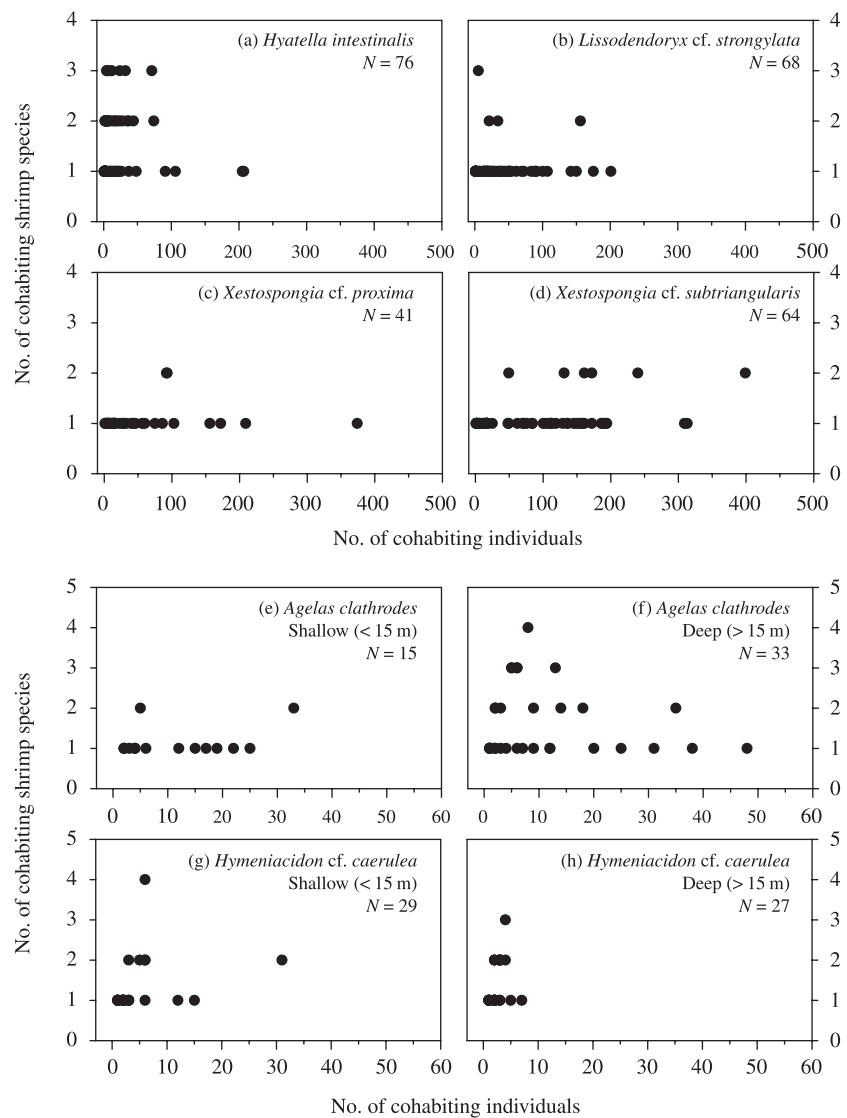 4
3
2
1
0
(a) Hyatella intestinalis
N = 76
0 100 200 300 400 500
(b) Lissodendoryx cf. strongylata
N = 68
4
3
2
1
0
0 100 200 300 400 500
No. of cohabiting shrimp species
4
3
2
1
0
(c) Xestospongia cf. proxima
N = 41
0 100 200 300 400 500
(d) Xestospongia cf. subtriangularis
N = 64
4
3
2
1
0
0 100 200 300 400 500
No. of cohabiting individuals
5
4
3
2
1
0
(e) Agelas clathrodes
Shallow (< 15 m)
N = 15
0 10 20 30 40 50 60
(f) Agelas clathrodes
Deep (> 15 m)
N = 33
5
4
3
2
1
0
0 10 20 30 40 50 60
No. of cohabiting shrimp species
5
4
3
2
1
0
(g) Hymeniacidon cf. caerulea
Shallow (< 15 m)
N = 29
0 10 20 30 40 50 60
(h) Hymeniacidon cf. caerulea
Deep (> 15 m)
N = 27
5
4
3
2
1
0
0 10 20 30 40 50 60
No. of cohabiting individuals